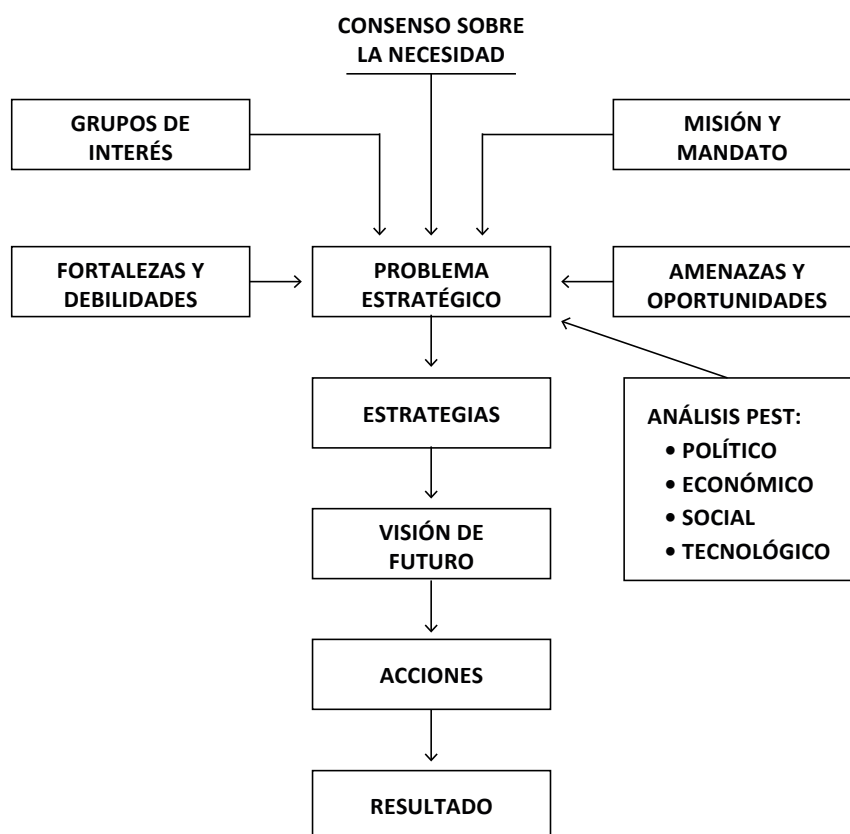 CONSENSO SOBRE
LA NECESIDAD
GRUPOS DE
INTERÉS
MISIÓN Y
MANDATO
FORTALEZAS Y
DEBILIDADES
PROBLEMA
ESTRATÉGICO
AMENAZAS Y
OPORTUNIDADES
ESTRATEGIAS
ANÁLISIS PEST:
• POLÍTICO
• ECONÓMICO
• SOCIAL
• TECNOLÓGICO
VISIÓN DE
FUTURO
ACCIONES
RESULTADO